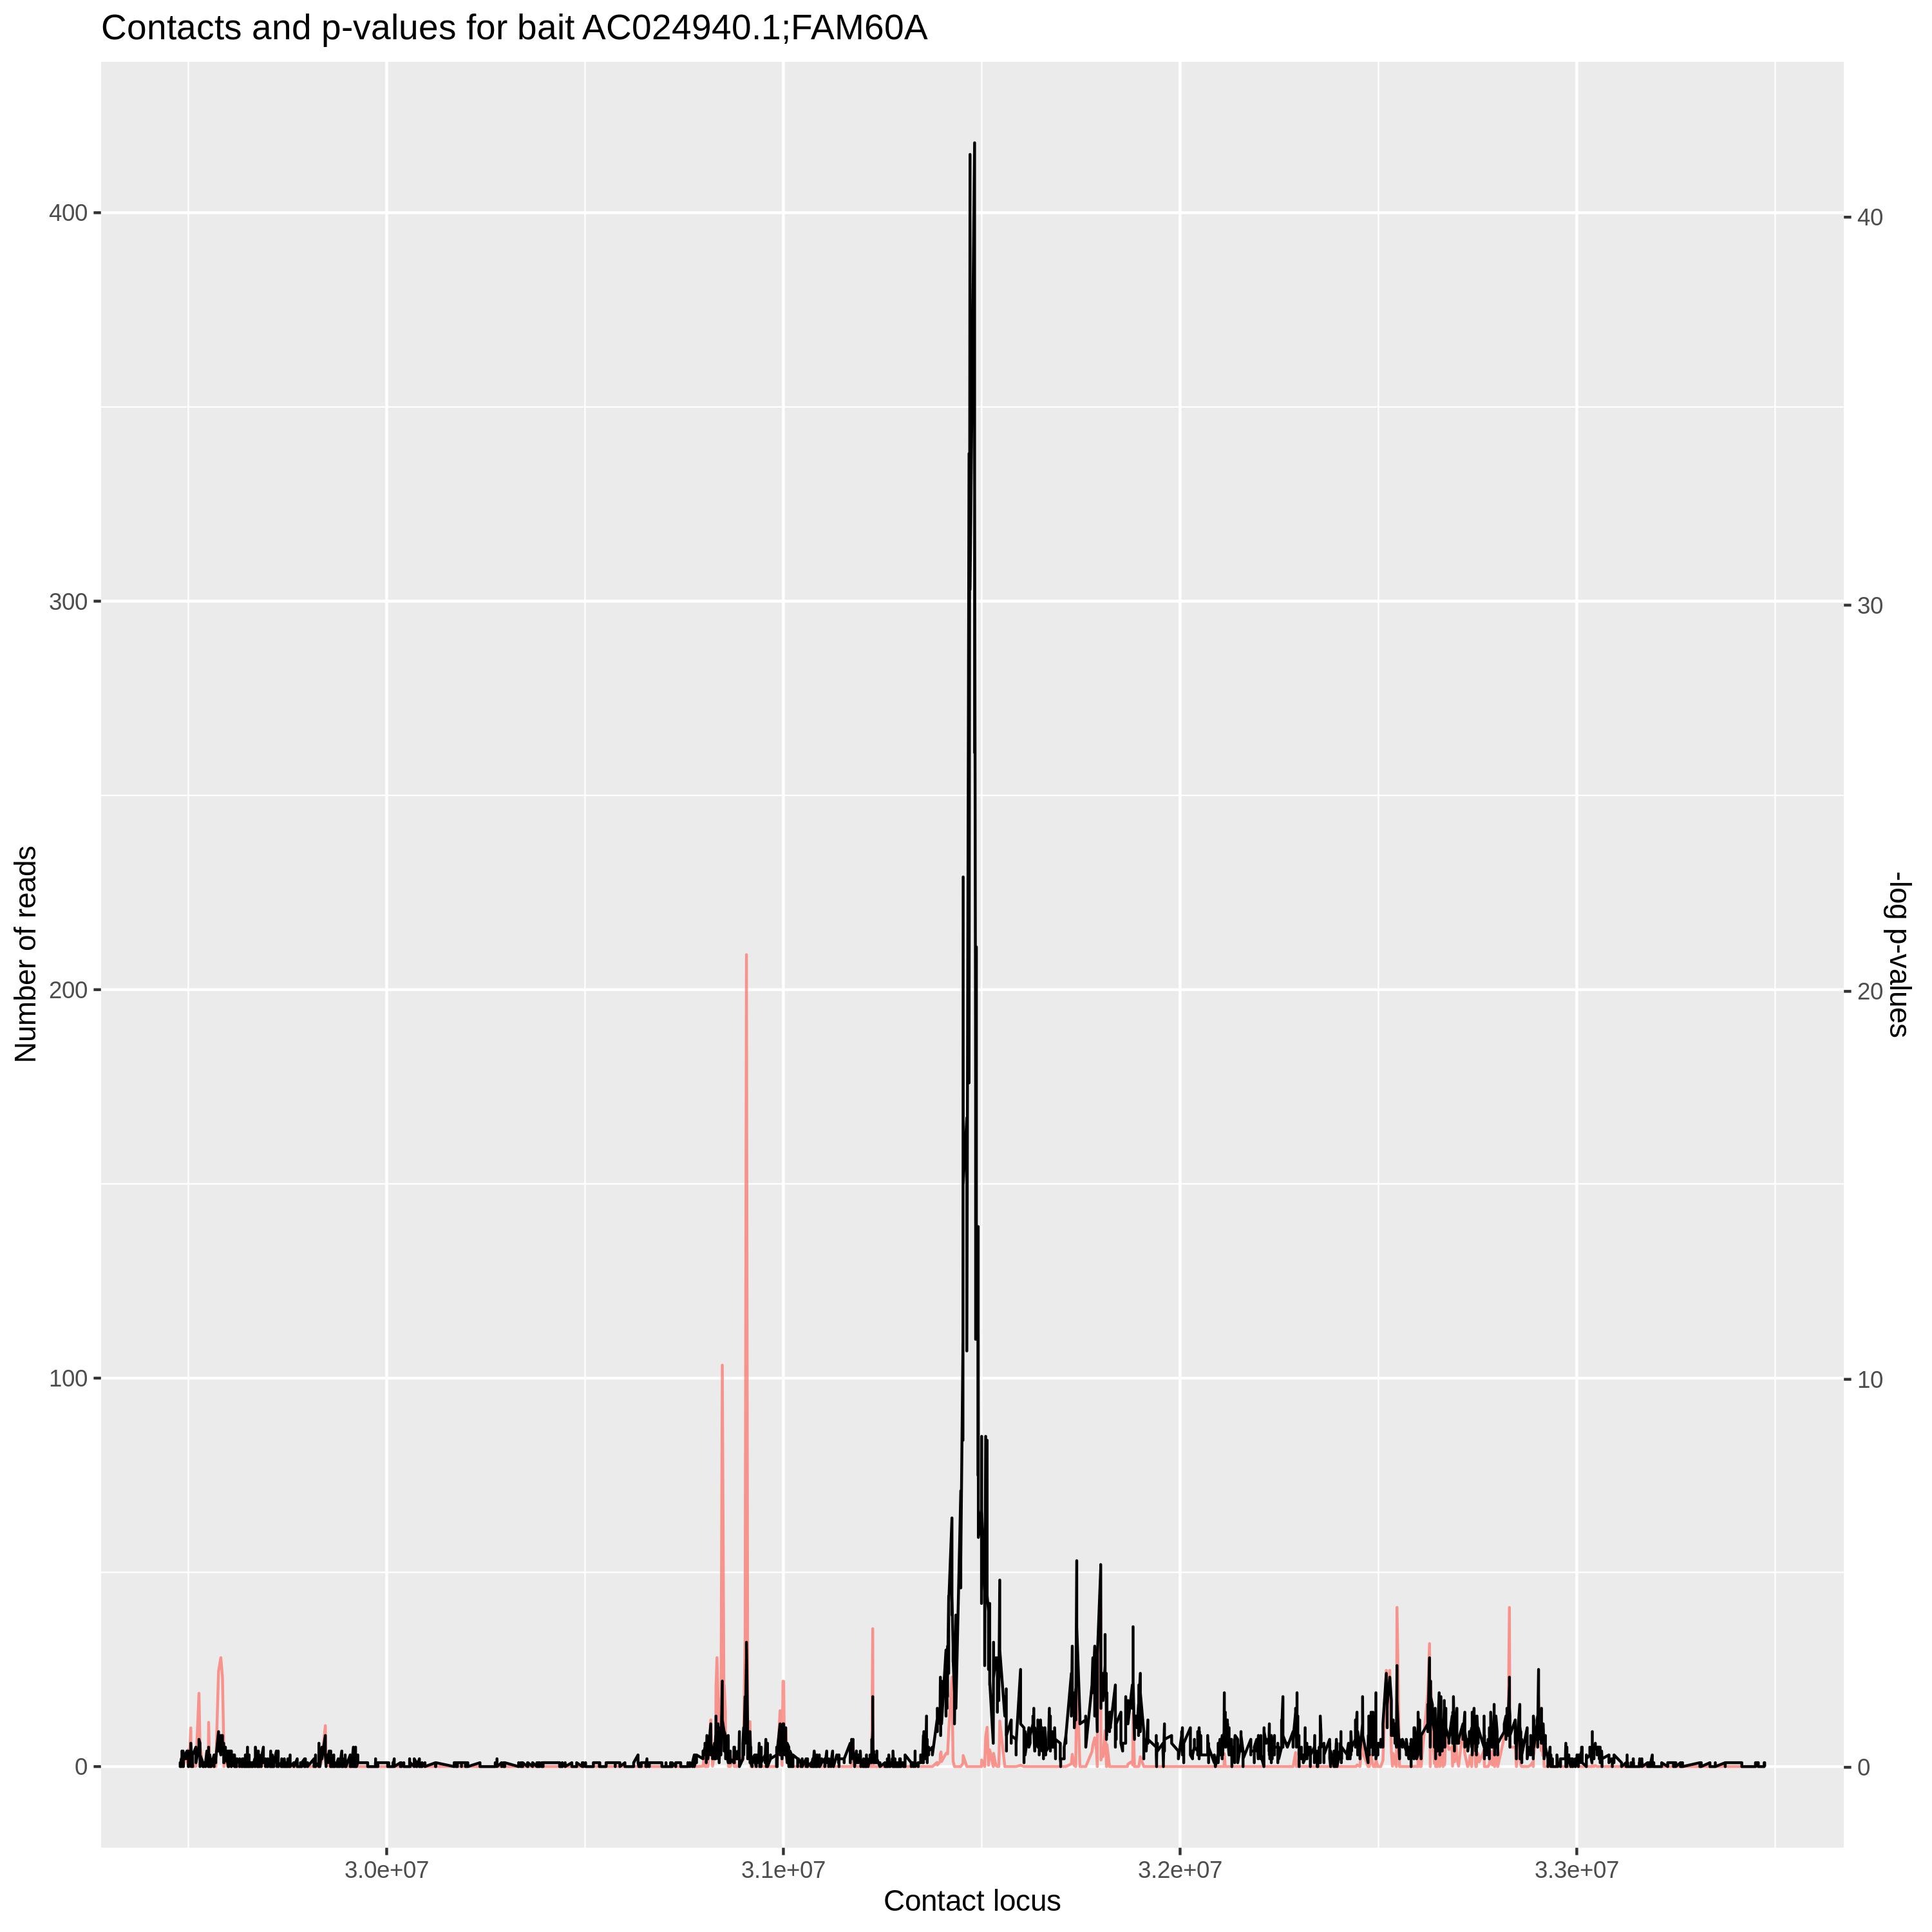 Contacts and p-values for bait AC024940.1;FAM60A
400
300
200
100
0
Number of reads
40
30
20
10
0
-log p-values
3.0e+07
3.1e+07
3.2e+07
3.3e+07
Contact locus